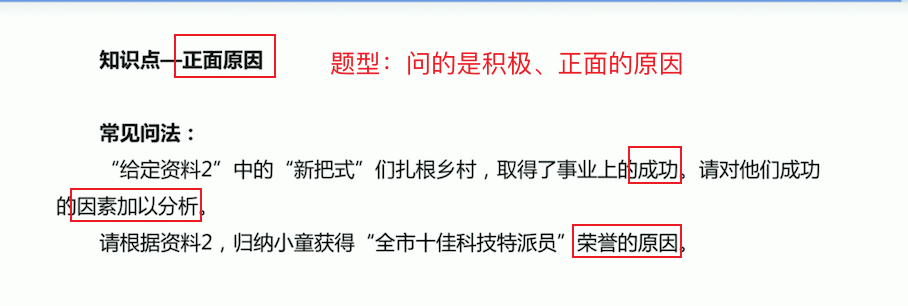 知识点—正面原因
题型：问的是积极、正面的原因
常见问法：
“给定资料2”中的“新把式”们扎根乡村，取得了事业上的成功。请对他们成功
的因素加以分析。
请根据资料2，归纳小童获得“全市十佳科技特派员”荣誉的原因。